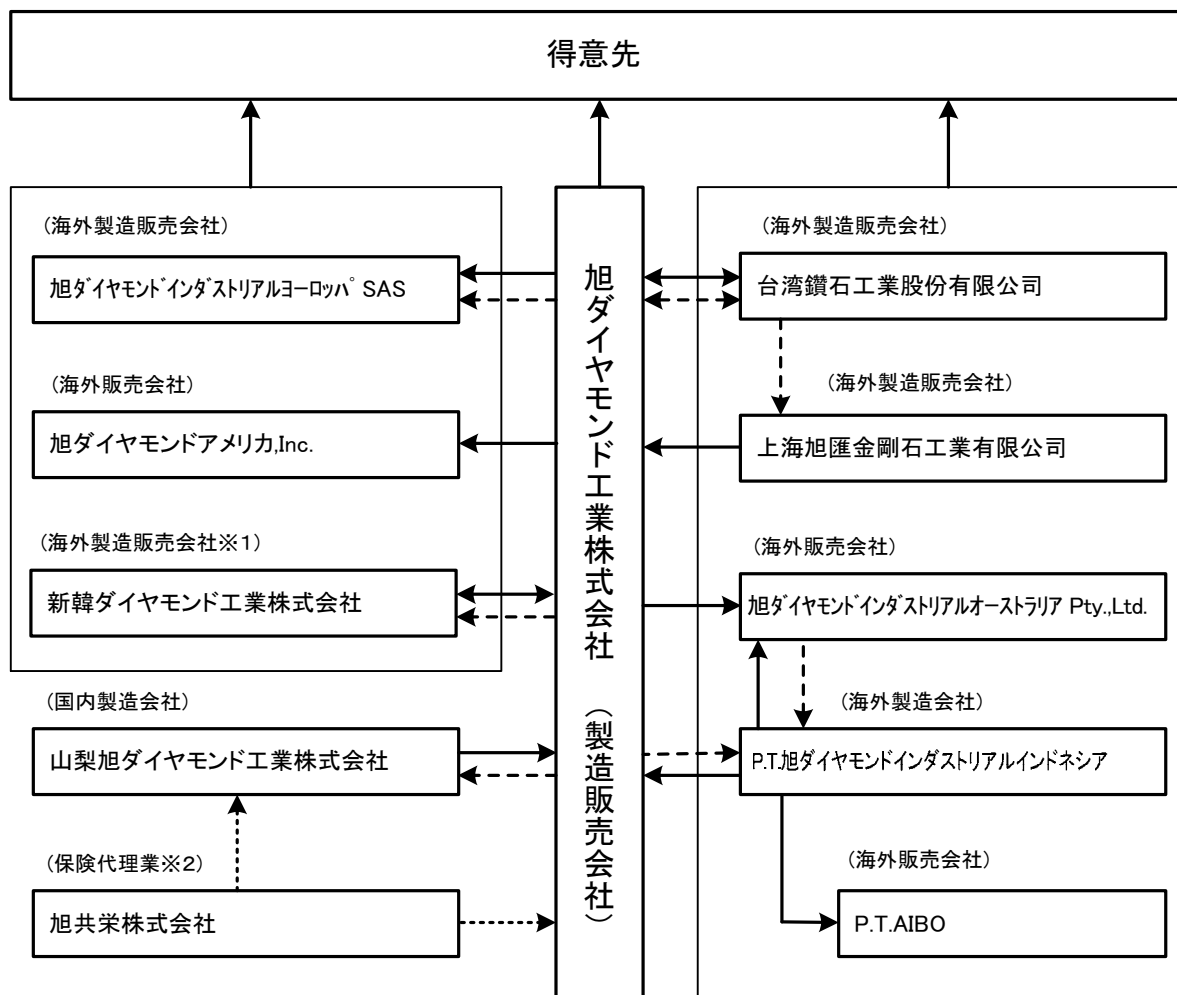 得意先
(海外製造販売会社)
旭ダイヤモンドインダストリアルヨーロッパ SAS
(海外販売会社)
旭ダイヤモンドアメリカ,Inc.
(海外製造販売会社※1)
新韓ダイヤモンド工業株式会社
(国内製造会社)
山梨旭ダイヤモンド工業株式会社
(保険代理業※2)
旭共栄株式会社
旭ダイヤモンド工業株式会社 (製造販売会社)
(海外製造販売会社)
台湾鑽石工業股份有限公司
(海外製造販売会社)
上海旭匯金剛石工業有限公司
(海外販売会社)
旭ダイヤモンドインダストリアルオーストラリア Pty.,Ltd.
(海外製造会社)
P.T.旭ダイヤモンドインダストリアルインドネシア
(海外販売会社)
P.T.AIBO